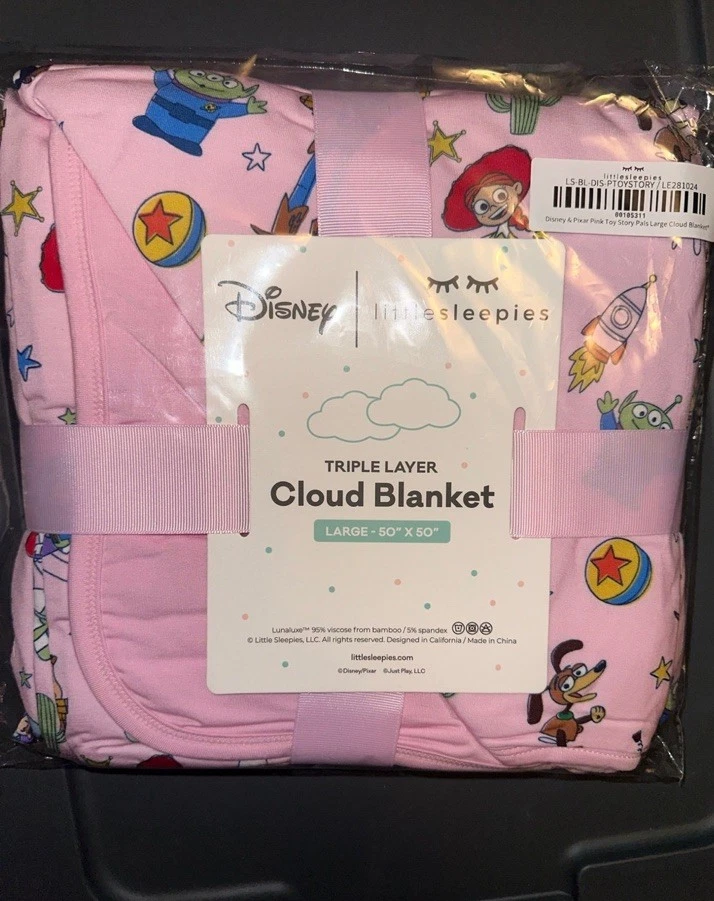 littlesleepies
LS-BL-DIS-PTOYSTORY / LE281024
00105311
Disney & Pixar Pink Toy Story Pals Large Cloud Blanket®
Disney
littlesleepies
TRIPLE LAYER
Cloud Blanket
LARGE - 50" X 50"
Lunaluxe™ 95% viscose from bamboo / 5% spandex
© Little Sleepies, LLC. All rights reserved. Designed in California / Made in China
littlesleepies.com
©Disney/Pixar ©Just Play, LLC